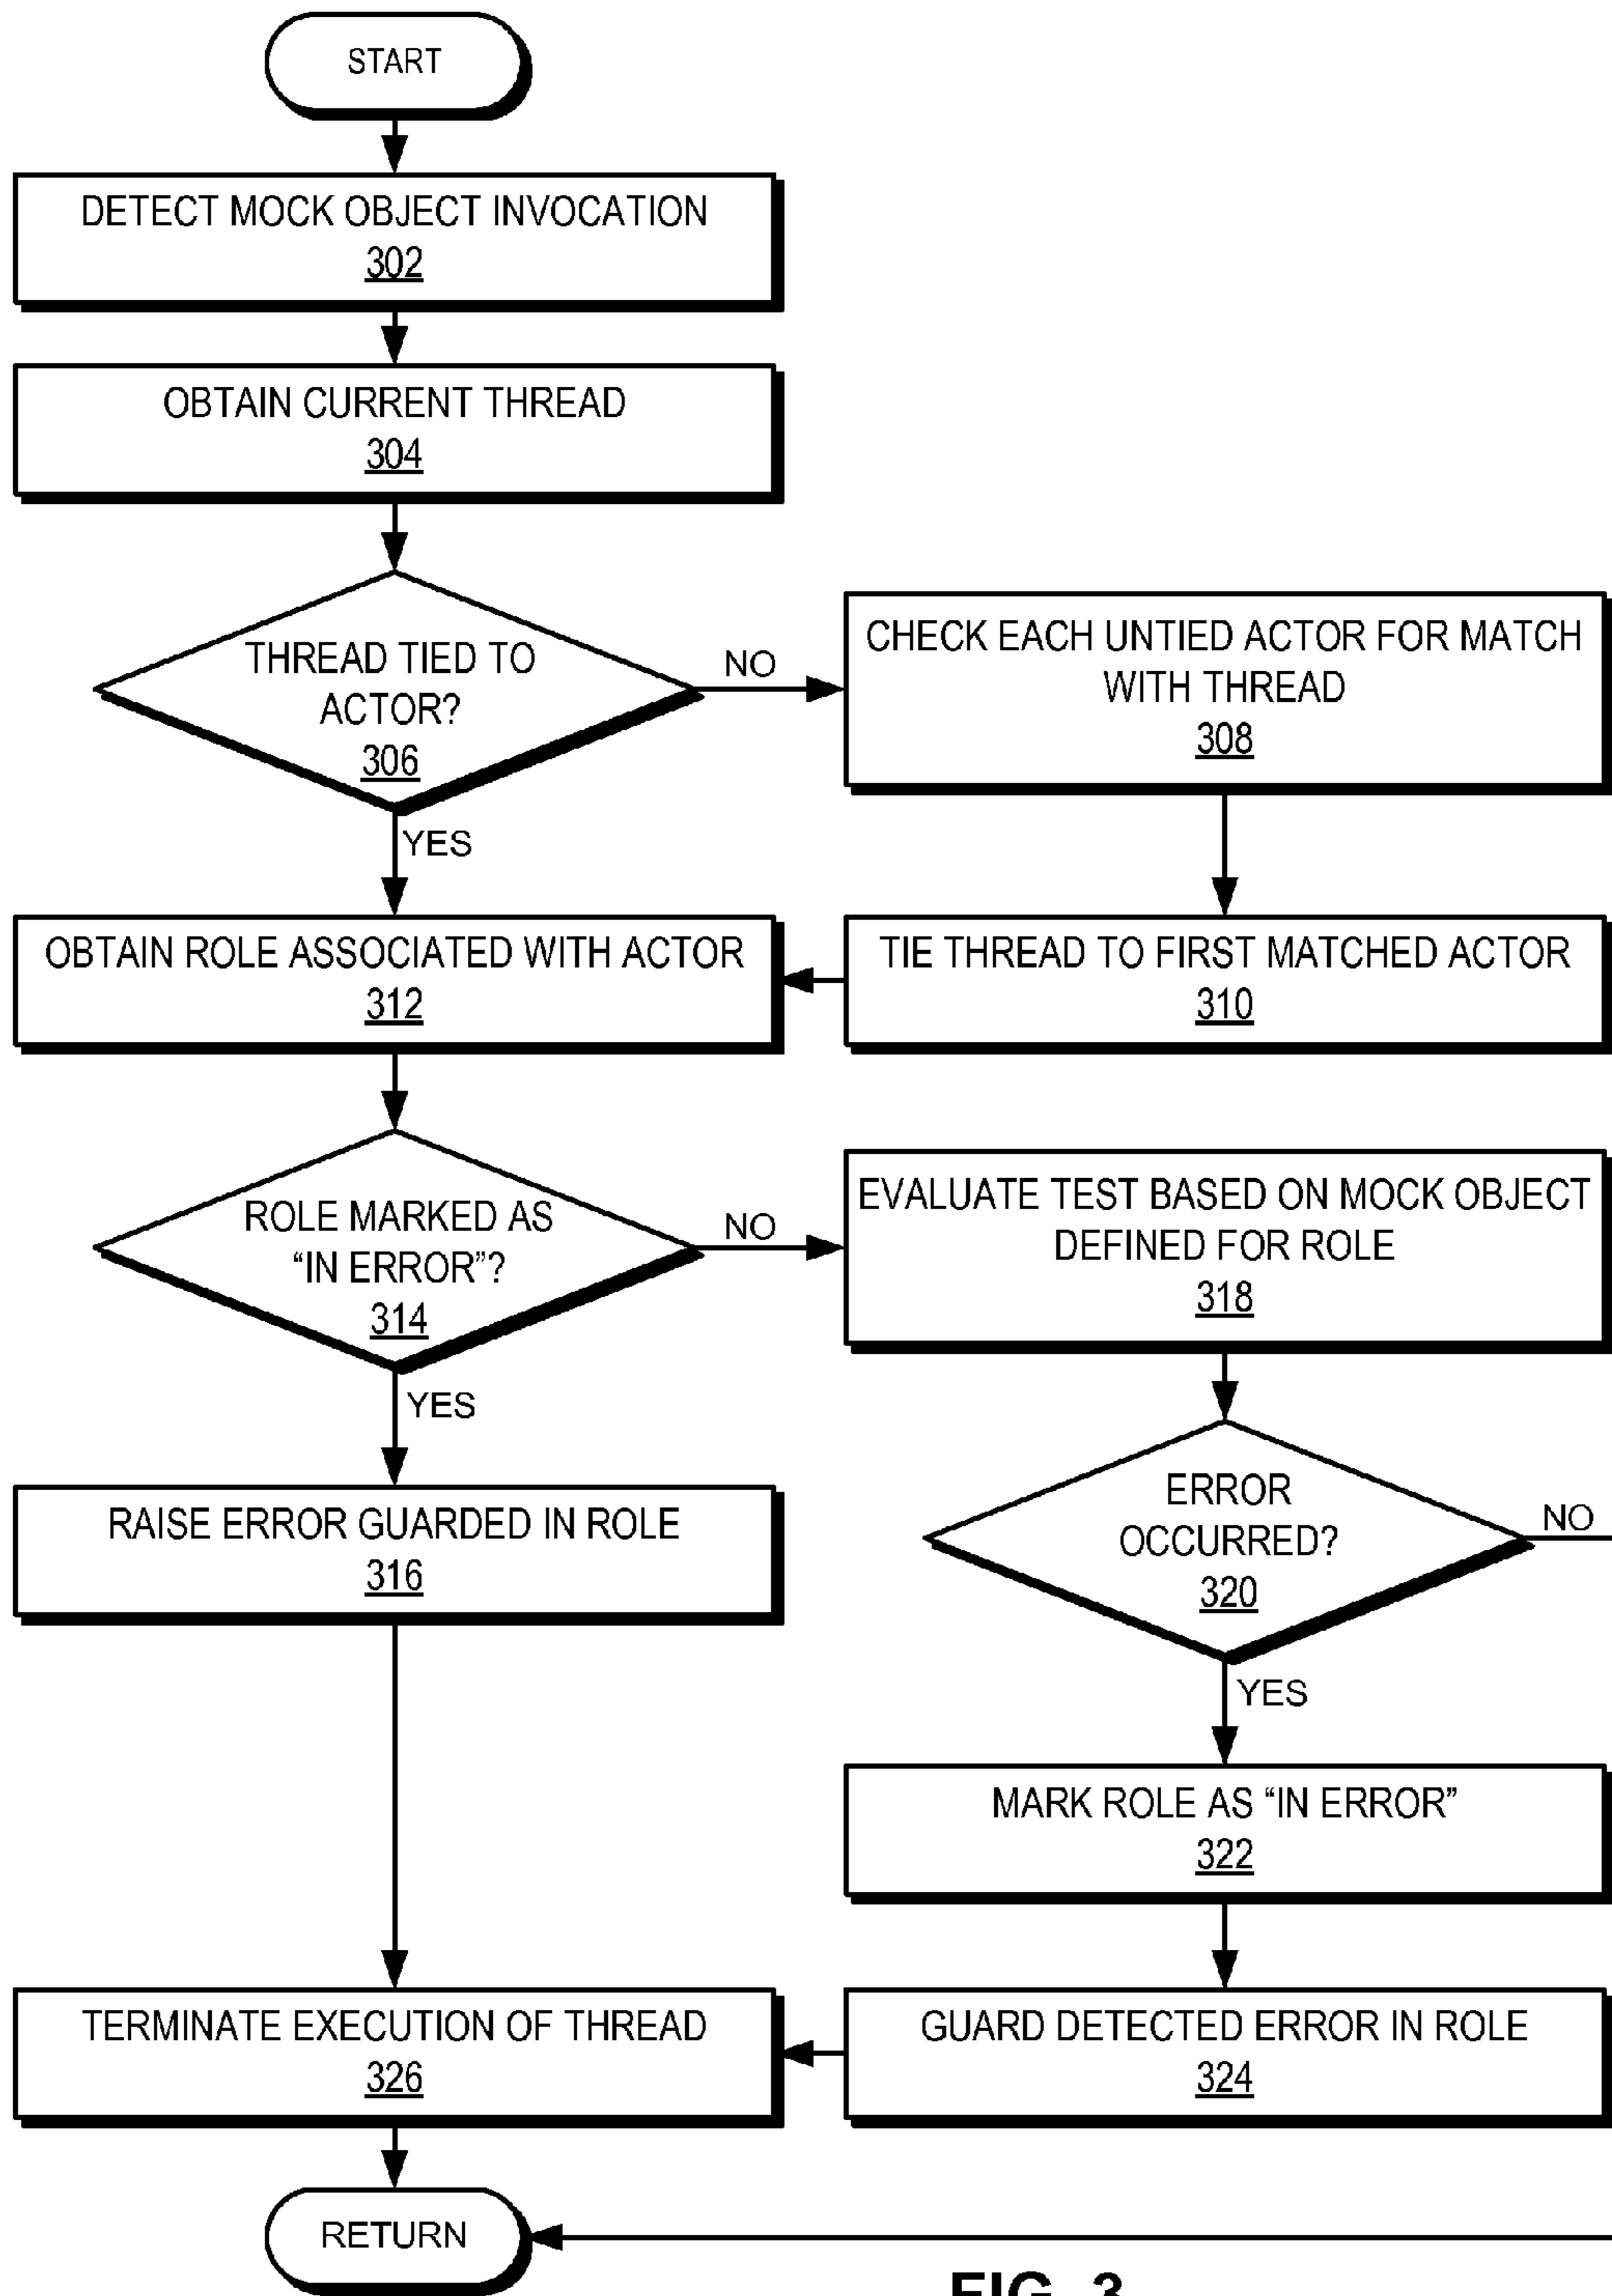 START
DETECT MOCK OBJECT INVOCATION
302
OBTAIN CURRENT THREAD
304
THREAD TIED TO
ACTOR?
306
NO
YES
CHECK EACH UNTIED ACTOR FOR MATCH
WITH THREAD
308
TIE THREAD TO FIRST MATCHED ACTOR
310
OBTAIN ROLE ASSOCIATED WITH ACTOR
312
ROLE MARKED AS
“IN ERROR”?
314
NO
YES
EVALUATE TEST BASED ON MOCK OBJECT
DEFINED FOR ROLE
318
RAISE ERROR GUARDED IN ROLE
316
ERROR
OCCURRED?
320
NO
YES
MARK ROLE AS “IN ERROR”
322
GUARD DETECTED ERROR IN ROLE
324
TERMINATE EXECUTION OF THREAD
326
RETURN
FIG. 3